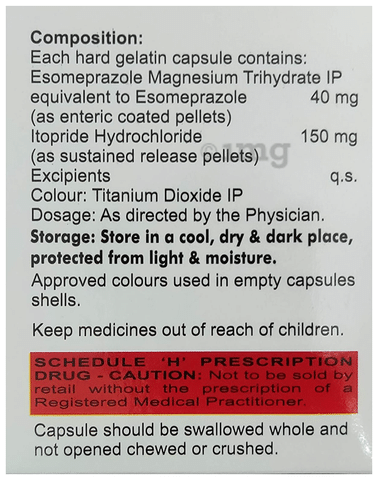 Composition:
Each hard gelatin capsule contains:
Esomeprazole Magnesium Trihydrate IP
equivalent to Esomeprazole 40 mg
(as enteric coated pellets)
Itopride Hydrochloride 150 mg
(as sustained release pellets)
Excipients q.s.
Colour: Titanium Dioxide IP
Dosage: As directed by the Physician.
Storage: Store in a cool, dry & dark place,
protected from light & moisture.
Approved colours used in empty capsules
shells.
Keep medicines out of reach of children.
SCHEDULE 'H' PRESCRIPTION
DRUG - CAUTION: Not to be sold by
retail without the prescription of a
Registered Medical Practitioner.
Capsule should be swallowed whole and
not opened chewed or crushed.